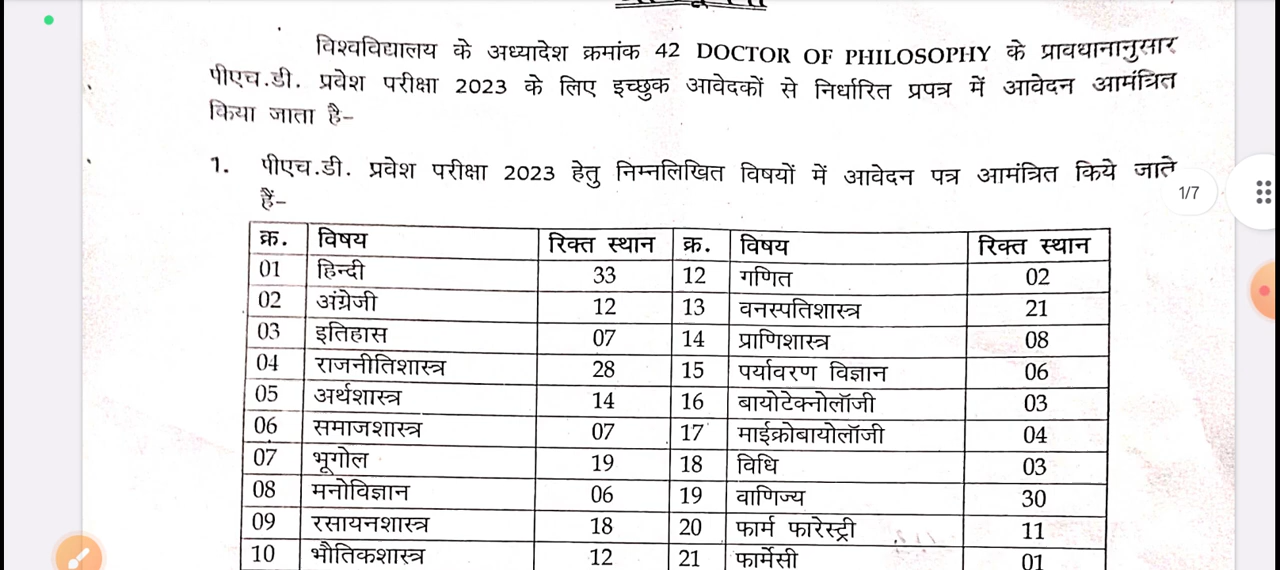 विश्वविद्यालय के अध्यादेश क्रमांक 42 DOCTOR OF PHILOSOPHY के प्रावधानानुसार
पीएच.डी. प्रवेश परीक्षा 2023 के लिए इच्छुक आवेदकों से निर्धारित प्रपत्र में आवेदन आमंत्रित
किया जाता है-
1. पीएच.डी. प्रवेश परीक्षा 2023 हेतु निम्नलिखित विषयों में आवेदन पत्र आमंत्रित किये जाते
हैं-
1/7
क्र. विषय रिक्त स्थान क्र. विषय रिक्त स्थान
01 हिन्दी 33 12 गणित 02
02 अंग्रेजी 12 13 वनस्पतिशास्त्र 21
03 इतिहास 07 14 प्राणिशास्त्र 08
04 राजनीतिशास्त्र 28 15 पर्यावरण विज्ञान 06
05 अर्थशास्त्र 14 16 बायोटेक्नोलॉजी 03
06 समाजशास्त्र 07 17 माईक्रोबायोलॉजी 04
07 भूगोल 19 18 विधि 03
08 मनोविज्ञान 06 19 वाणिज्य 30
09 रसायनशास्त्र 18 20 फार्म फारेस्ट्री 11
10 भौतिकशास्त्र 12 21 फार्मेसी 01